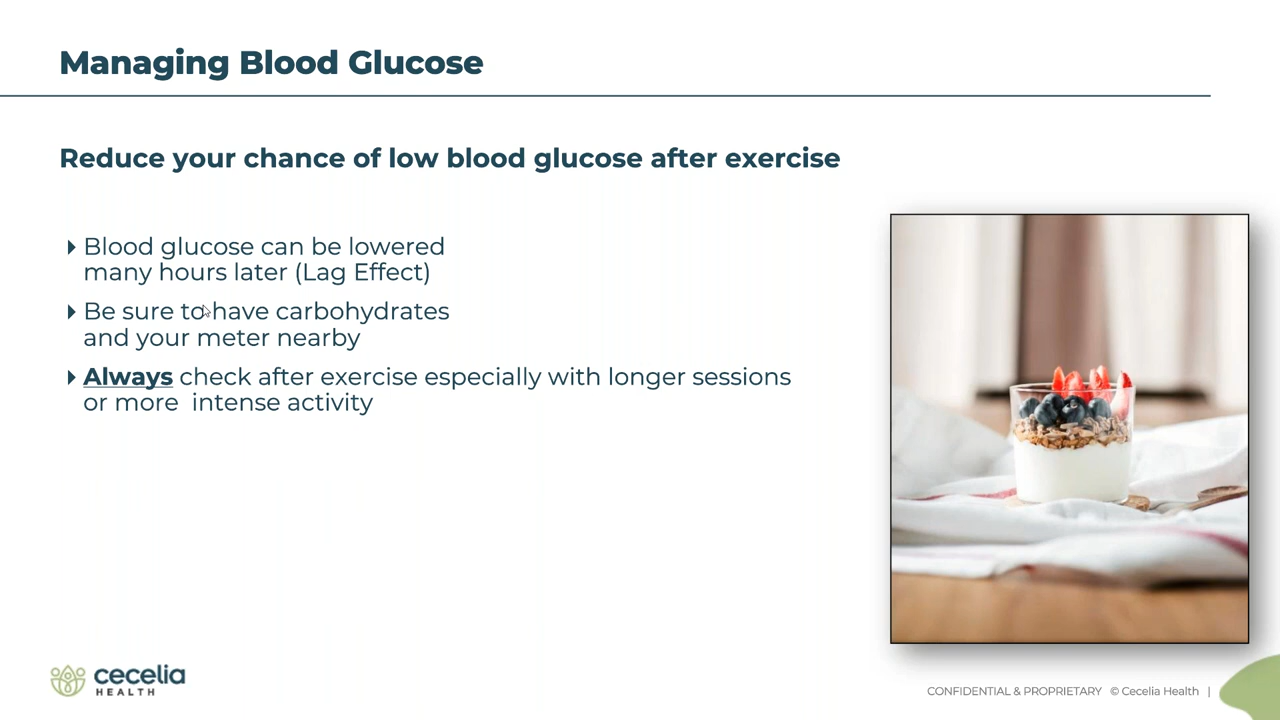 Managing Blood Glucose
Reduce your chance of low blood glucose after exercise
Blood glucose can be lowered
many hours later (Lag Effect)
Be sure to have carbohydrates
and your meter nearby
Always check after exercise especially with longer sessions
or more  intense activity
cecelia
HEALTH
CONFIDENTIAL & PROPRIETARY © Cecelia Health |